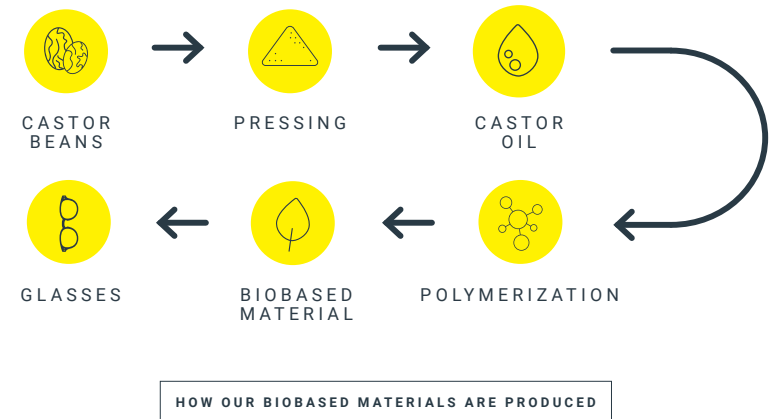 CASTOR
BEANS
PRESSING
CASTOR
OIL
GLASSES
BIOBASED
MATERIAL
POLYMERIZATION
HOW OUR BIOBASED MATERIALS ARE PRODUCED